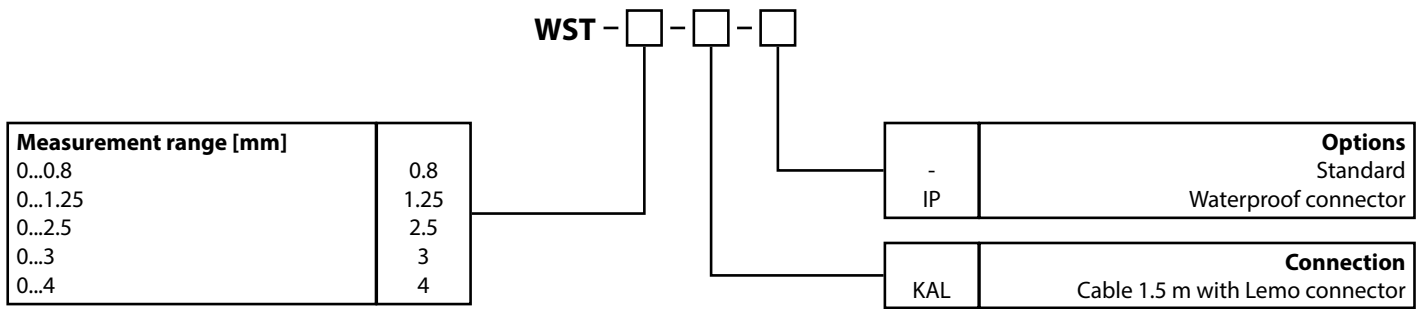 WST – □ – □ – □
Measurement range [mm]
0...0.8 0.8
0...1.25 1.25
0...2.5 2.5
0...3 3
0...4 4
Options
- Standard
IP Waterproof connector
Connection
KAL Cable 1.5 m with Lemo connector